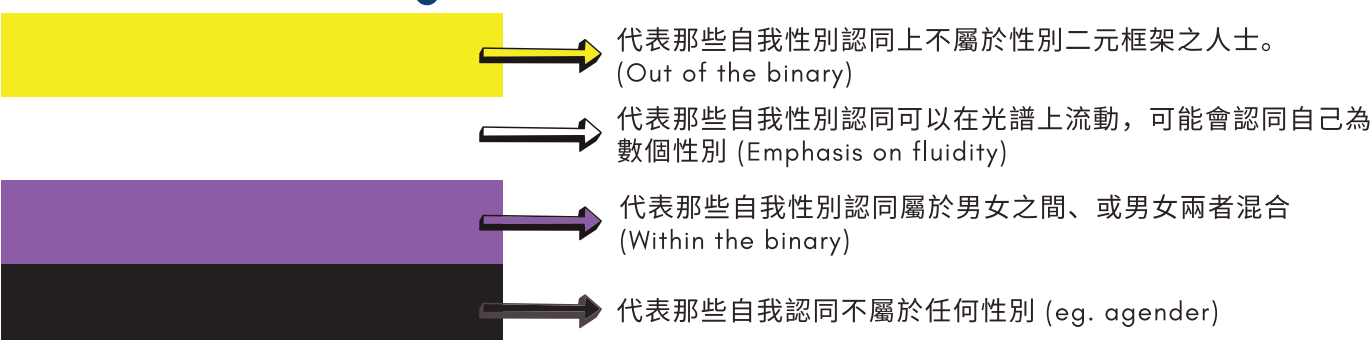 代表那些自我性別認同上不屬於性別二元框架之人士。
(Out of the binary)
代表那些自我性別認同可以在光譜上流動，可能會認同自己為
數個性別 (Emphasis on fluidity)
代表那些自我性別認同屬於男女之間、或男女兩者混合
(Within the binary)
代表那些自我認同不屬於任何性別 (eg. agender)